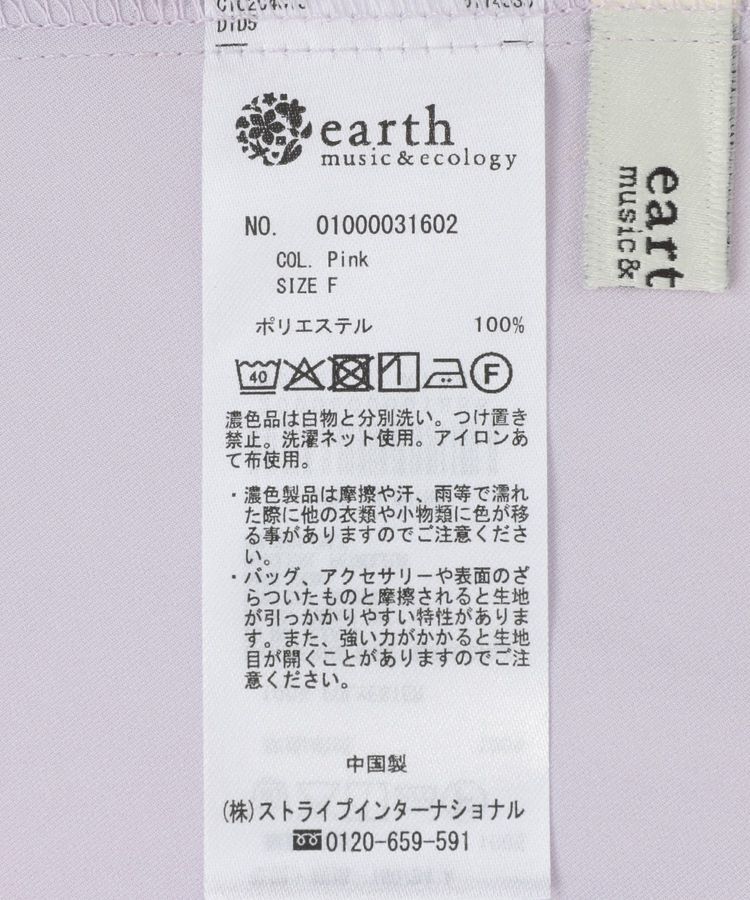 D1D5
earth
music&ecology
eart
music&
NO. 01000031602
COL. Pink
SIZE F
ポリエステル 100%
40
F
濃色品は白物と分別洗い。つけ置き
禁止。洗濯ネット使用。アイロンあ
て布使用。
・濃色製品は摩擦や汗、雨等で濡れ
た際に他の衣類や小物類に色が移
る事がありますのでご注意くださ
い。
・バッグ、アクセサリーや表面のざ
らついたものと摩擦されると生地
が引っかかりやすい特性がありま
す。また、強い力がかかると生地
目が開くことがありますのでご注
意ください。
中国製
(株)ストライプインターナショナル
0120-659-591